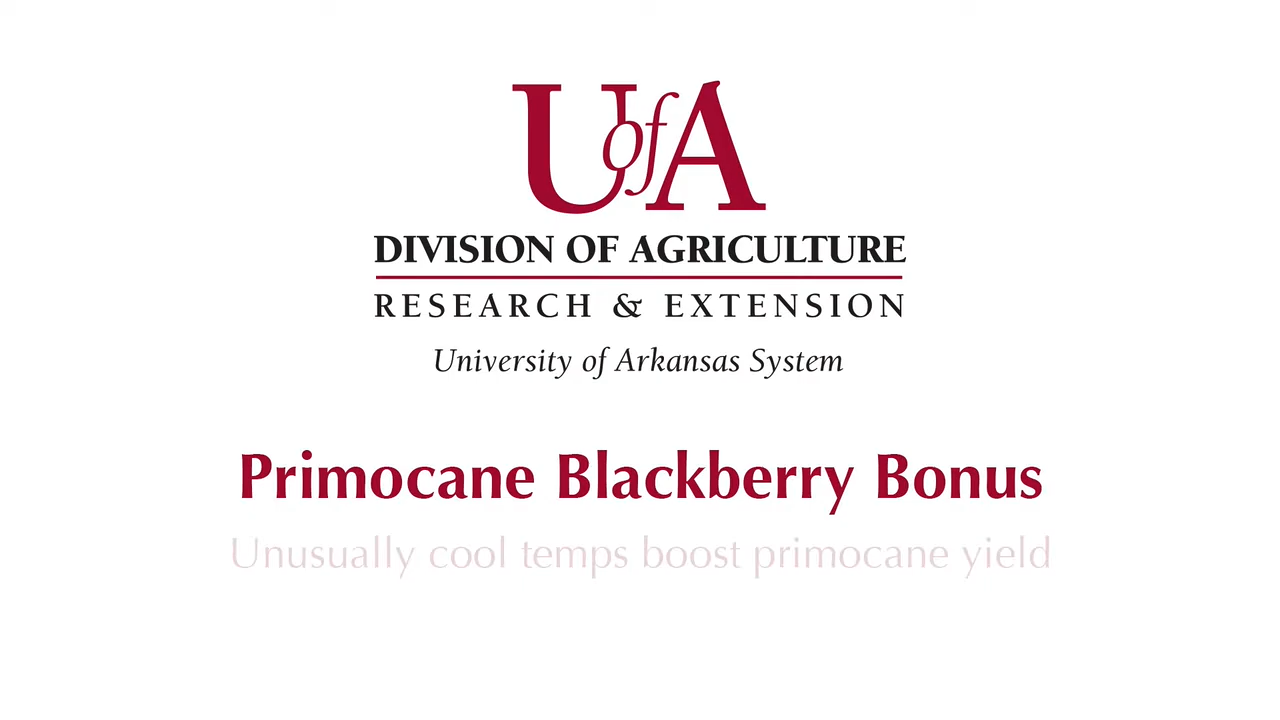 UofA
DIVISION OF AGRICULTURE
RESEARCH & EXTENSION
University of Arkansas System
Primocane Blackberry Bonus
Unusually cool temps boost primocane yield